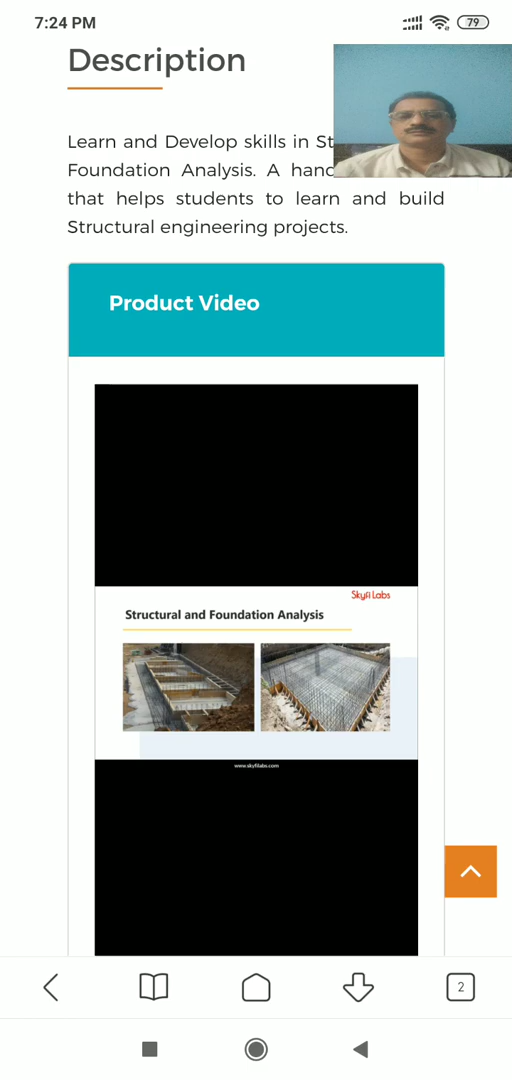 7:24 PM
79
Description
Learn and Develop skills in St
Foundation Analysis. A hand
that helps students to learn and build
Structural engineering projects.
Product Video
Skyfi Labs
Structural and Foundation Analysis
www.skyfilabs.com
2